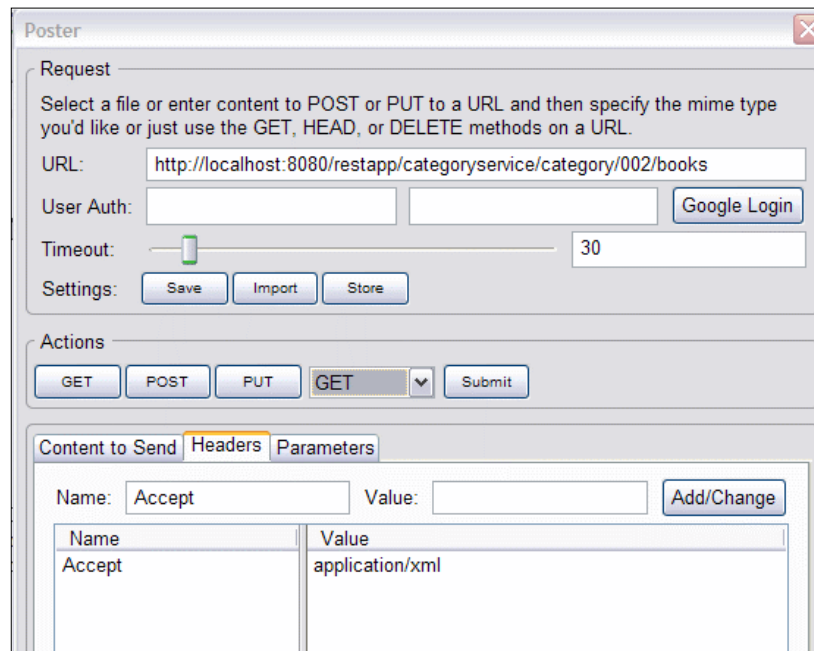 Poster
Request
Select a file or enter content to POST or PUT to a URL and then specify the mime type
you'd like or just use the GET, HEAD, or DELETE methods on a URL.
URL: http://localhost:8080/restapp/categoryservice/category/002/books
User Auth: Google Login
Timeout: 30
Settings: Save Import Store
Actions
GET POST PUT GET Submit
Content to Send Headers Parameters
Name: Accept Value: Add/Change
Name Value
Accept application/xml